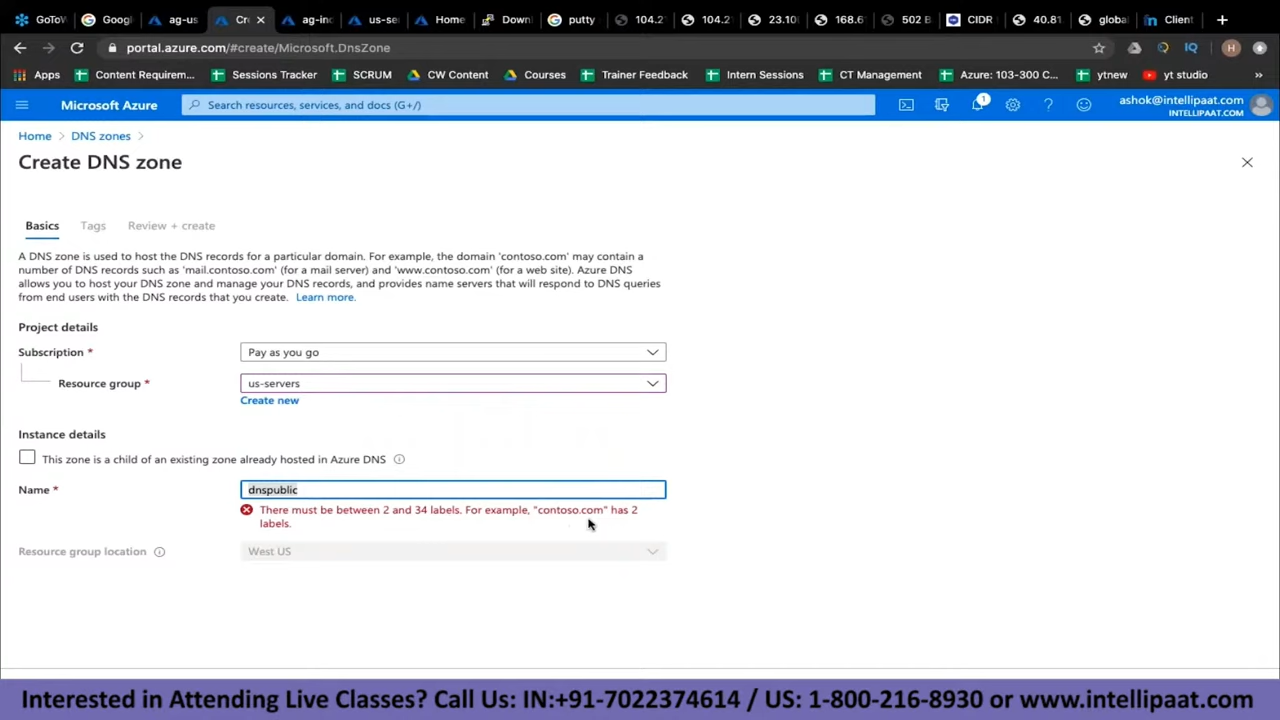 GoToW
Googl
ag-us
Cre
ag-inc
us-ser
Home
Downl
putty
104.2
104.2
23.100
168.6
502 B
CIDR
40.81
global
Client
portal.azure.com/#create/Microsoft.DnsZone
Apps
Content Requirem...
Sessions Tracker
SCRUM
CW Content
Courses
Trainer Feedback
Intern Sessions
CT Management
Azure: 103-300 C...
ytnew
yt studio
»
Microsoft Azure
Search resources, services, and docs (G+/)
1
ashok@intellipaat.com
INTELLIPAAT.COM
Home > DNS zones >
Create DNS zone
Basics
Tags
Review + create
A DNS zone is used to host the DNS records for a particular domain. For example, the domain 'contoso.com' may contain a
number of DNS records such as 'mail.contoso.com' (for a mail server) and 'www.contoso.com' (for a web site). Azure DNS
allows you to host your DNS zone and manage your DNS records, and provides name servers that will respond to DNS queries
from end users with the DNS records that you create. Learn more.
Project details
Subscription *
Pay as you go
Resource group *
us-servers
Create new
Instance details
This zone is a child of an existing zone already hosted in Azure DNS
Name *
dnspublic
There must be between 2 and 34 labels. For example, "contoso.com" has 2
labels.
Resource group location
West US
Interested in Attending Live Classes? Call Us: IN:+91-7022374614 / US: 1-800-216-8930 or www.intellipaat.com